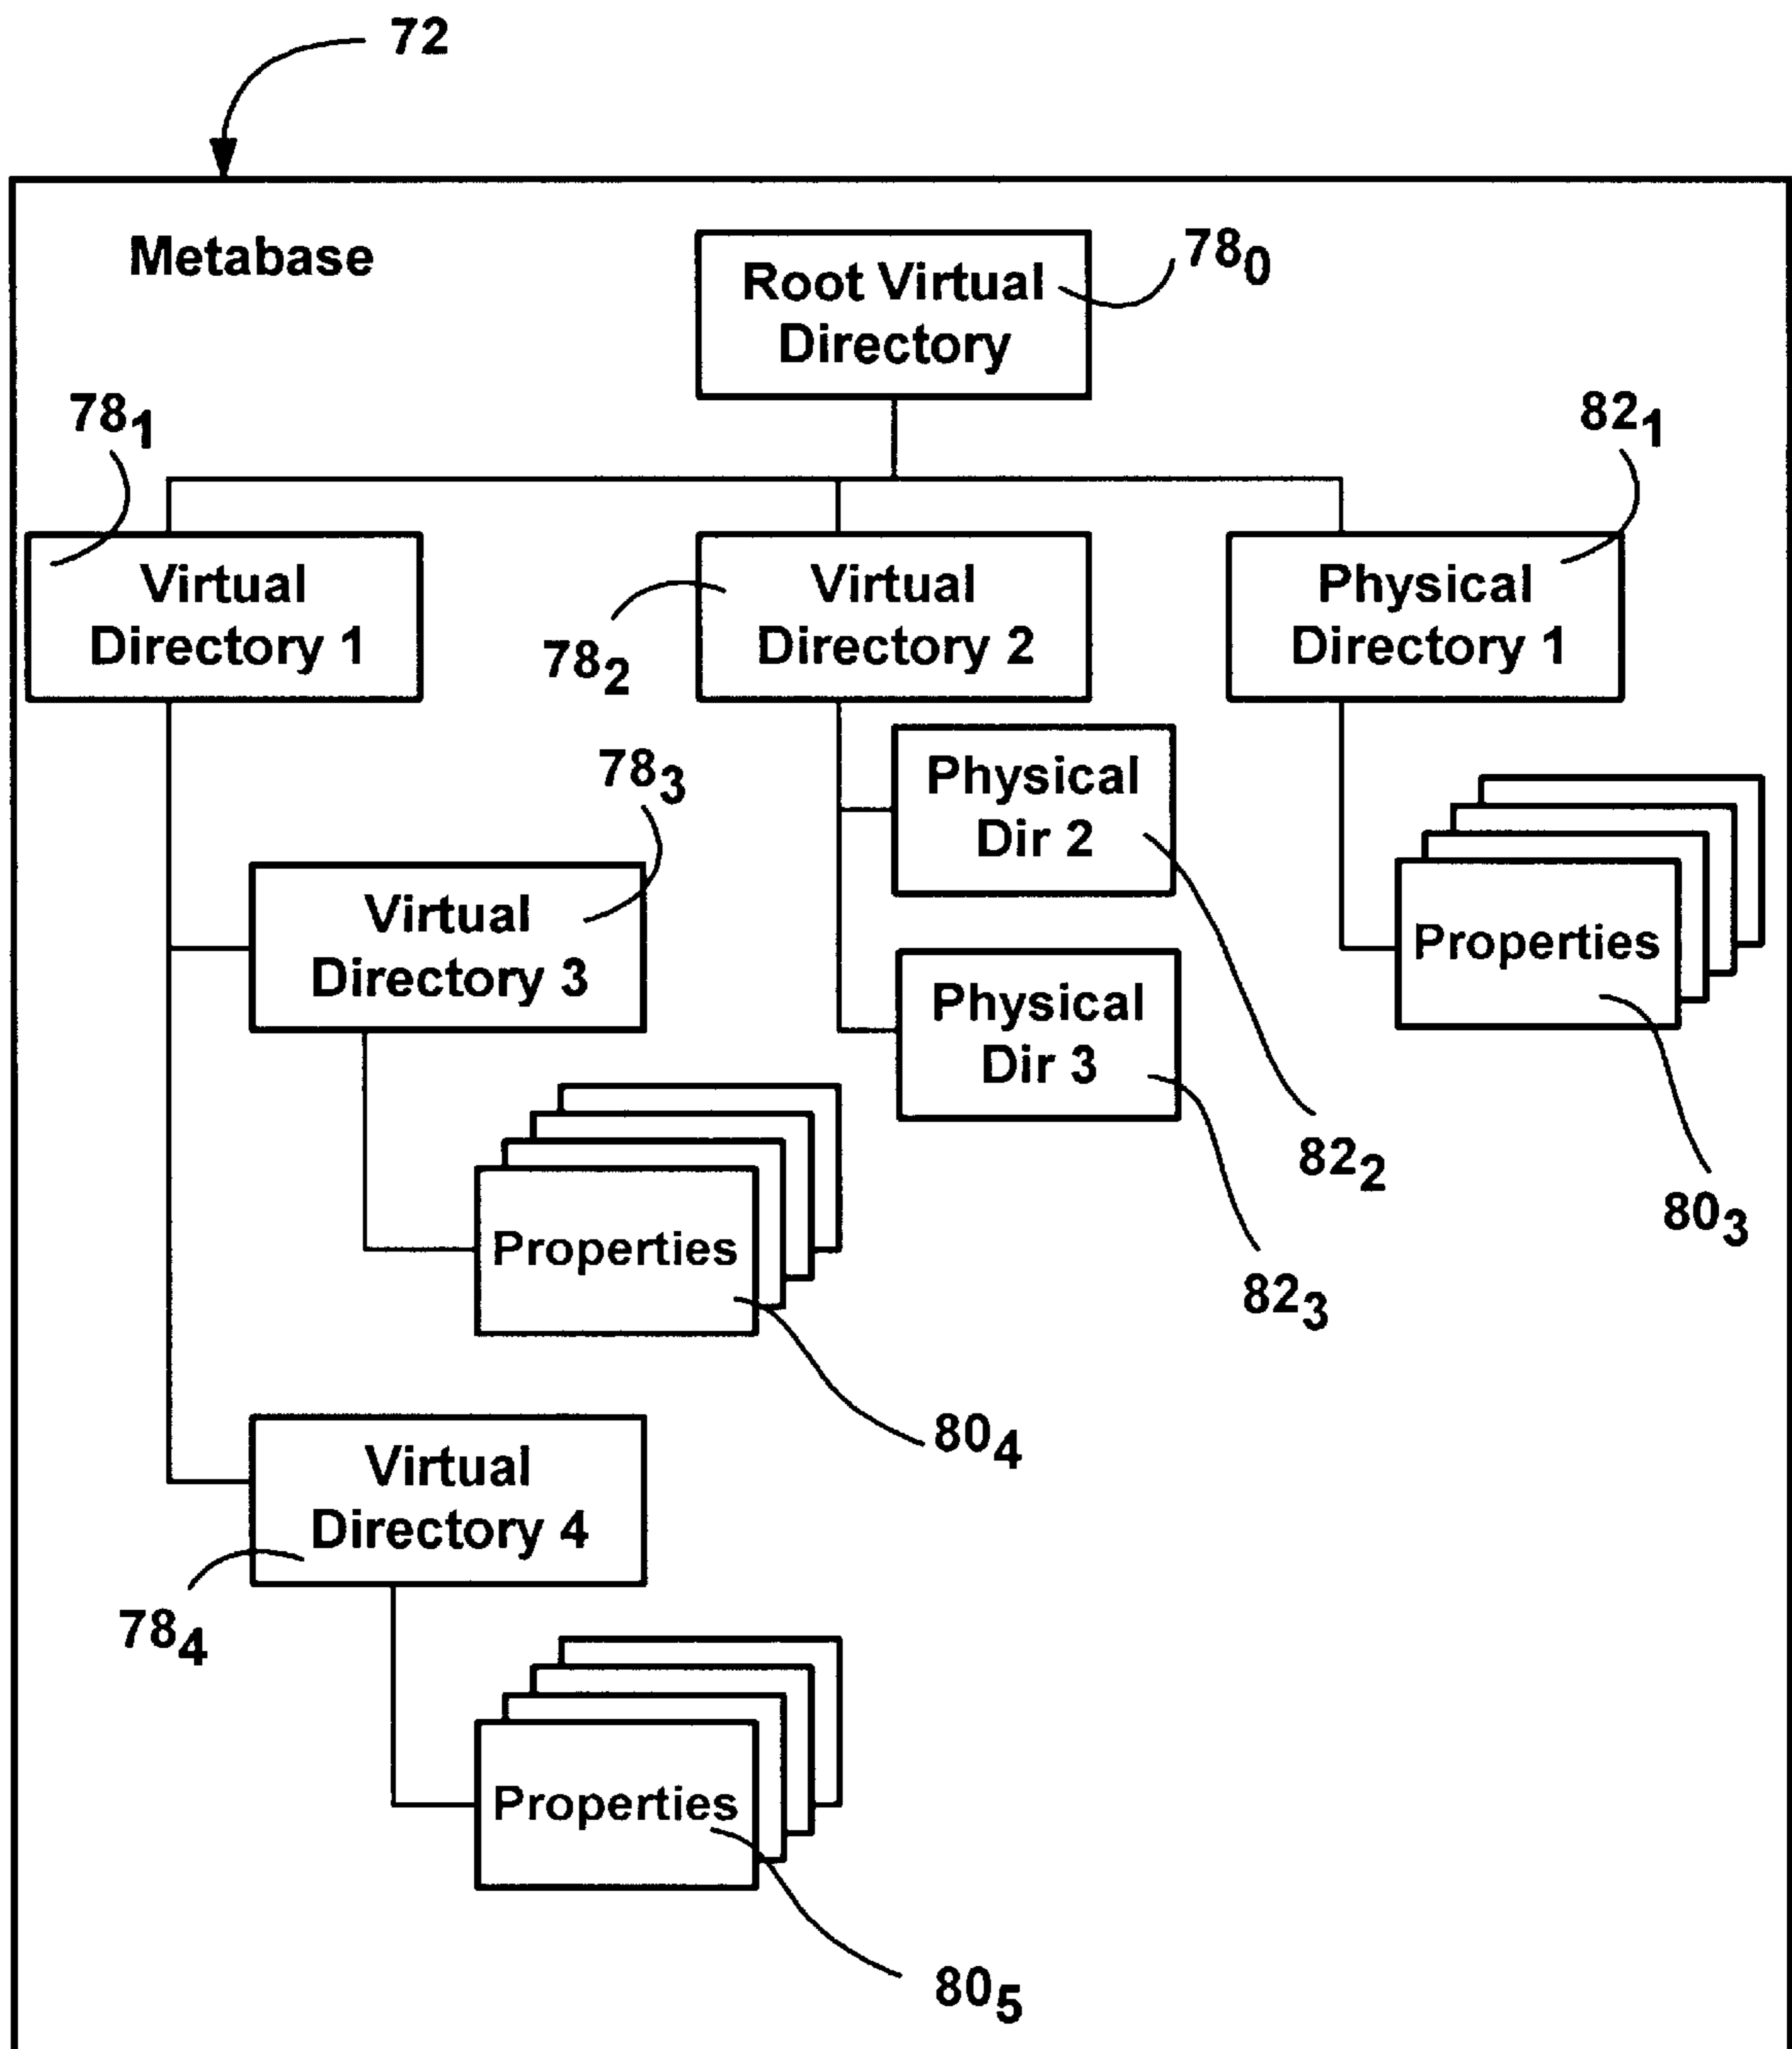 72
Metabase
Root Virtual
Directory
78₀
78₁
82₁
Virtual
Directory 1
78₂
Virtual
Directory 2
Physical
Directory 1
78₃
Physical
Dir 2
Virtual
Directory 3
Properties
Physical
Dir 3
82₂
80₃
Properties
82₃
80₄
Virtual
Directory 4
78₄
Properties
80₅